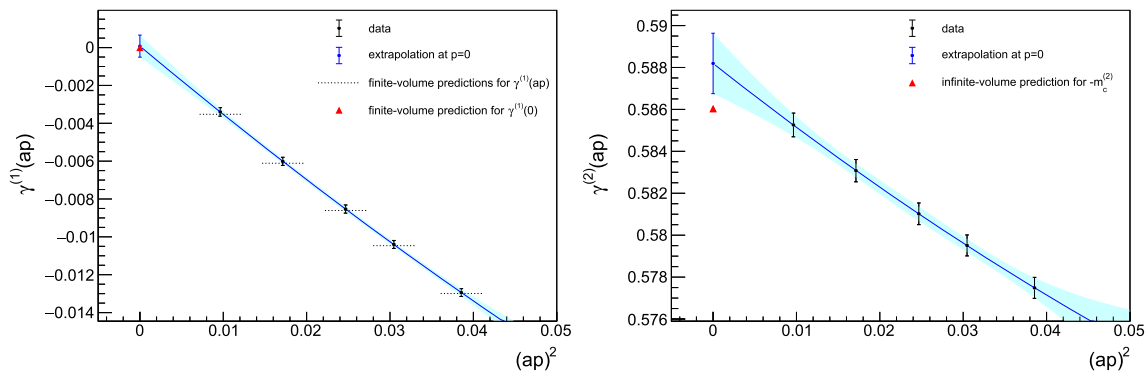 data
extrapolation at p=0
finite-volume predictions for γ^(1)(ap)
finite-volume prediction for γ^(1)(0)
γ^(1)(ap)
0
−0.002
−0.004
−0.006
−0.008
−0.01
−0.012
−0.014
0 0.01 0.02 0.03 0.04 0.05
(ap)^2
data
extrapolation at p=0
infinite-volume prediction for -m_c^(2)
γ^(2)(ap)
0.59
0.588
0.586
0.584
0.582
0.58
0.578
0.576
0 0.01 0.02 0.03 0.04 0.05
(ap)^2